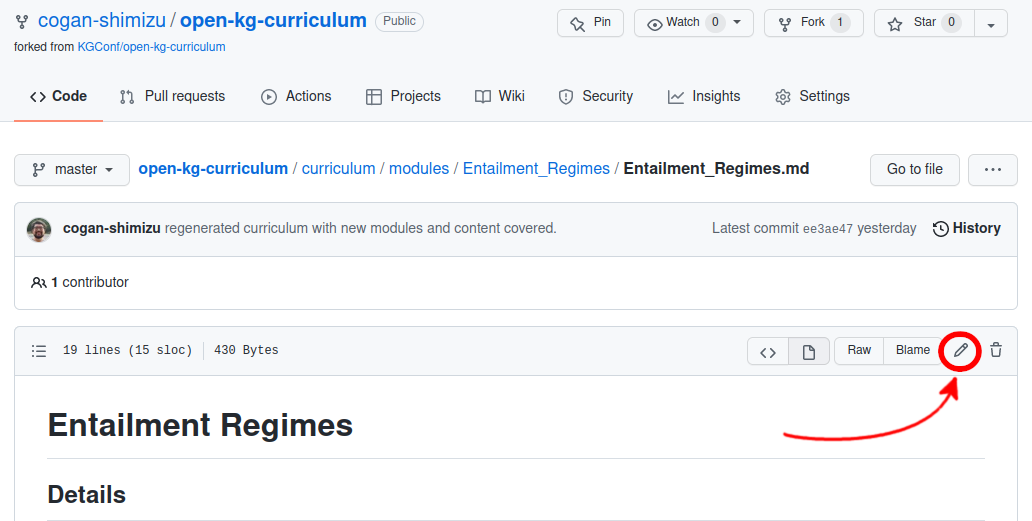 cogan-shimizu / open-kg-curriculum Public Pin Watch 0 Fork 1 Star 0
forked from KGConf/open-kg-curriculum
Code Pull requests Actions Projects Wiki Security Insights Settings
master open-kg-curriculum / curriculum / modules / Entailment_Regimes / Entailment_Regimes.md Go to file ...
cogan-shimizu regenerated curriculum with new modules and content covered. Latest commit ee3ae47 yesterday History
1 contributor
19 lines (15 sloc) 430 Bytes <> Raw Blame
Entailment Regimes
Details